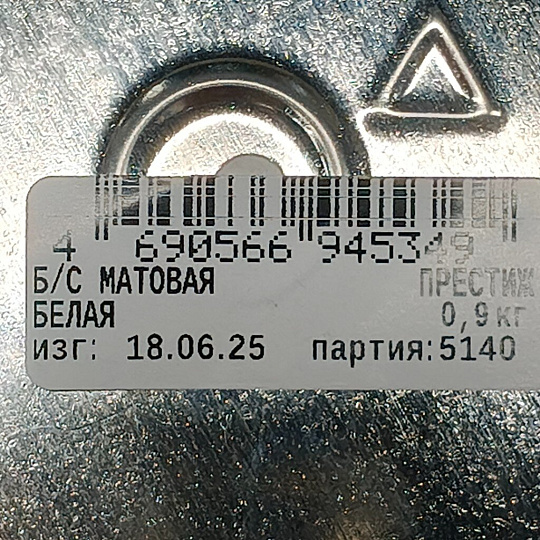 4 690566 945349
Б/С МАТОВАЯ ПРЕСТИЖ
БЕЛАЯ 0,9 кг
изг: 18.06.25 партия:5140